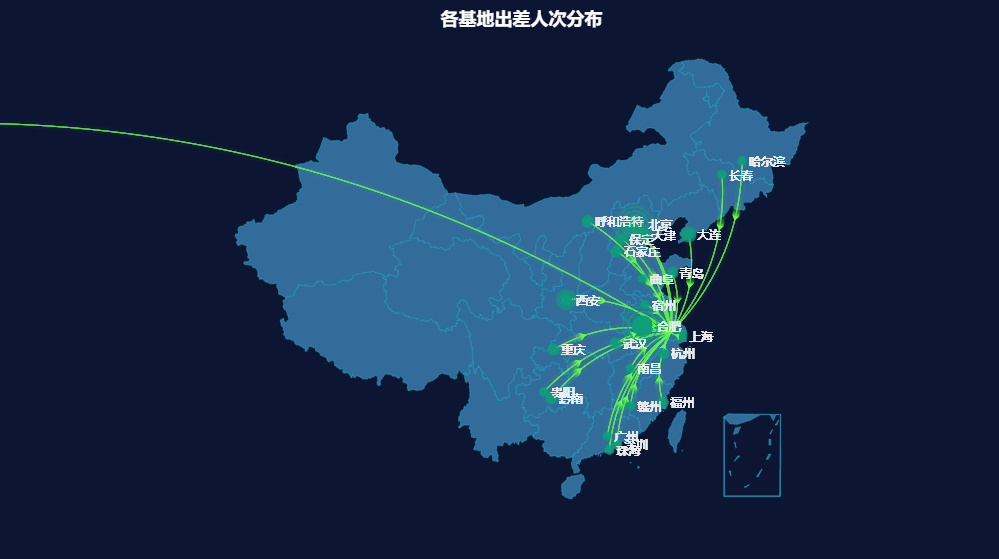 各基地出差人次分布
哈尔滨
长春
呼和浩特
北京
天津
大连
保定
石家庄
青岛
曲阜
西安
宿州
合肥
上海
武汉
重庆
杭州
南昌
贵阳
黔南
福州
赣州
广州
深圳
珠海